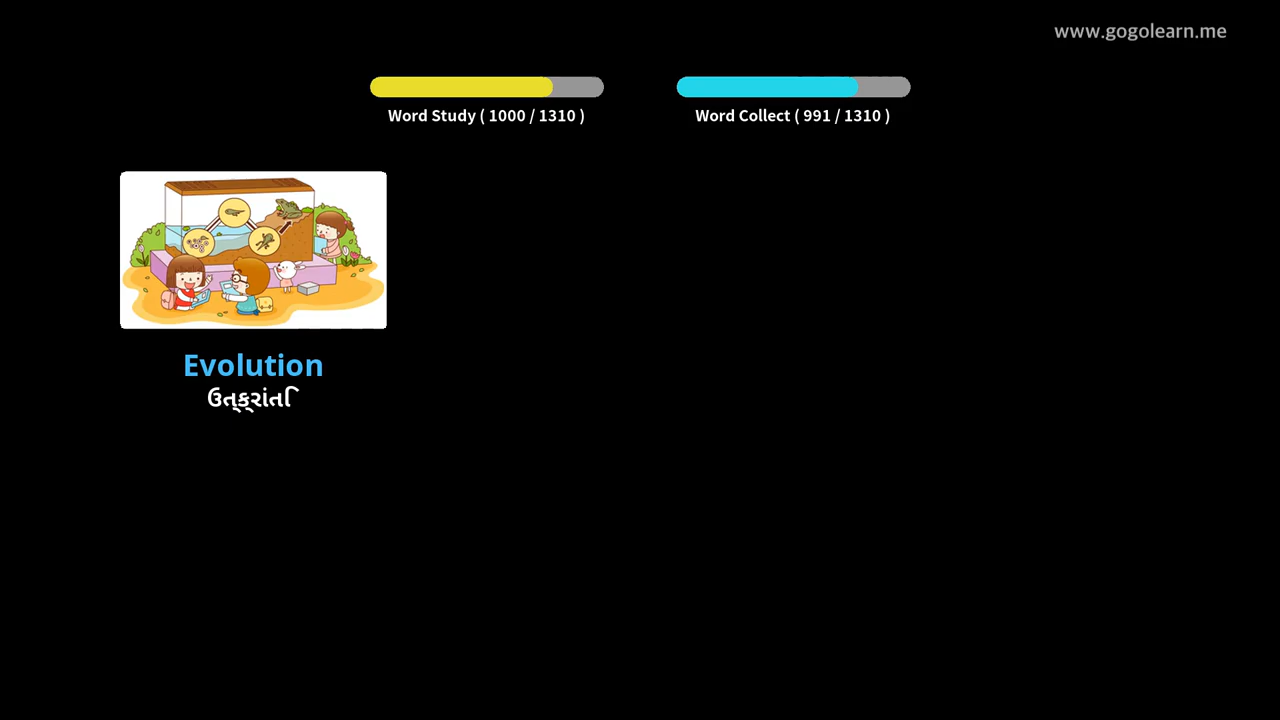 www.gogolearn.me
Word Study ( 1000 / 1310 )
Word Collect ( 991 / 1310 )
Evolution
ઉત્ક્રાંતિ